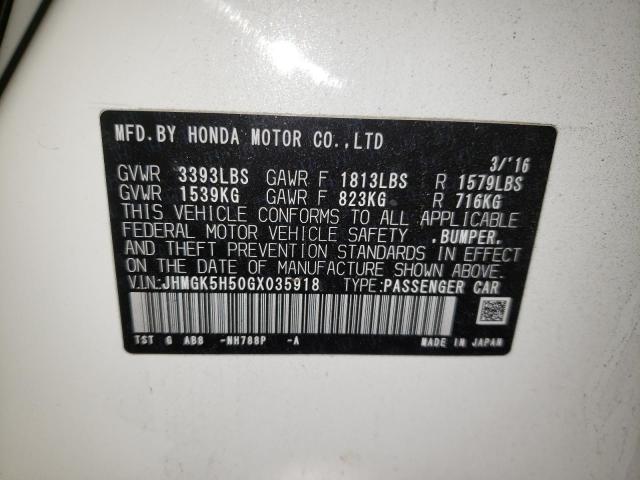 MFD.BY HONDA MOTOR CO.,LTD
3/'16
GVWR 3393LBS GAWR F 1813LBS R 1579LBS
GVWR 1539KG GAWR F 823KG R 716KG
THIS VEHICLE CONFORMS TO ALL APPLICABLE
FEDERAL MOTOR VEHICLE SAFETY .BUMPER.
AND THEFT PREVENTION STANDARDS IN EFFECT
ON THE DATE OF MANUFACTURE SHOWN ABOVE.
V.I.N:JHMGK5H50GX035918 TYPE:PASSENGER CAR
TST G AB8 -NH788P -A MADE IN JAPAN